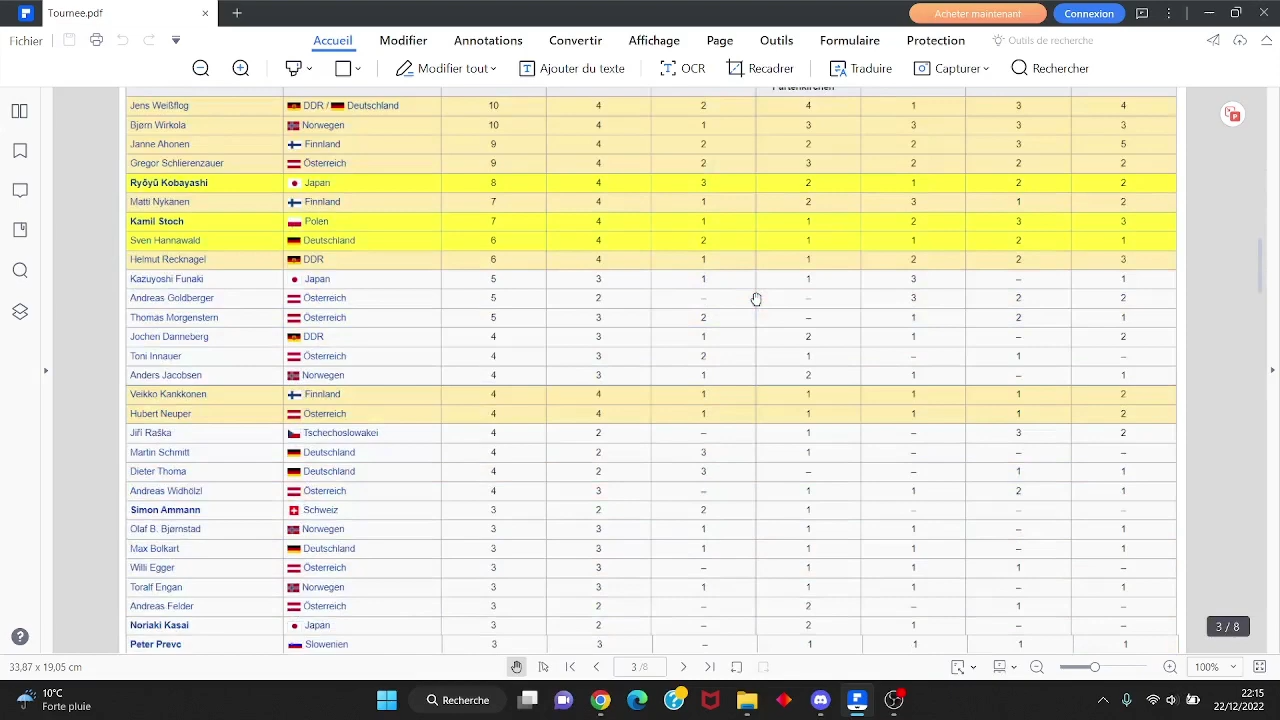 Tournee.pdf × +
Acheter maintenant Connexion
Fichier Accueil Modifier Annotations Convertir Affichage Page Outils Formulaire Protection Outils de recherche
Modifier tout Ajouter du texte OCR Recadrer Traduire Capturer Rechercher
Partenkirchen
Jens Weißflog DDR / Deutschland 10 4 2 4 1 3 4
Bjørn Wirkola Norwegen 10 4 1 3 3 3 3
Janne Ahonen Finnland 9 4 2 2 2 3 5
Gregor Schlierenzauer Österreich 9 4 2 3 2 2 2
Ryōyū Kobayashi Japan 8 4 3 2 1 2 2
Matti Nykänen Finnland 7 4 1 2 3 1 2
Kamil Stoch Polen 7 4 1 1 2 3 3
Sven Hannawald Deutschland 6 4 2 1 1 2 1
Helmut Recknagel DDR 6 4 1 1 2 2 3
Kazuyoshi Funaki Japan 5 3 1 1 3 – 1
Andreas Goldberger Österreich 5 2 – – 3 2 2
Thomas Morgenstern Österreich 5 3 2 – 1 2 1
Jochen Danneberg DDR 4 3 1 2 1 – 2
Toni Innauer Österreich 4 3 2 1 – 1 –
Anders Jacobsen Norwegen 4 3 1 2 1 – 1
Veikko Kankkonen Finnland 4 4 1 1 1 1 2
Hubert Neuper Österreich 4 4 1 1 1 1 2
Jiří Raška Tschechoslowakei 4 2 – 1 – 3 2
Martin Schmitt Deutschland 4 2 3 1 – – –
Dieter Thoma Deutschland 4 2 3 – – 1 1
Andreas Widhölzl Österreich 4 3 – 1 1 2 1
Simon Ammann Schweiz 3 2 2 1 – – –
Olaf B. Bjørnstad Norwegen 3 3 1 1 1 – 1
Max Bolkart Deutschland 3 3 1 1 1 – 1
Willi Egger Österreich 3 3 – 1 1 1 –
Toralf Engan Norwegen 3 3 1 1 1 – 1
Andreas Felder Österreich 3 2 – 2 – 1 –
Noriaki Kasai Japan 3 2 – 2 1 – –
Peter Prevc Slowenien 3 3 – 1 1 1 1
3 / 8
33,87 x 19,05 cm 3 /8 100%
10°C
Forte pluie
Recherche
22:15
22/12/2022